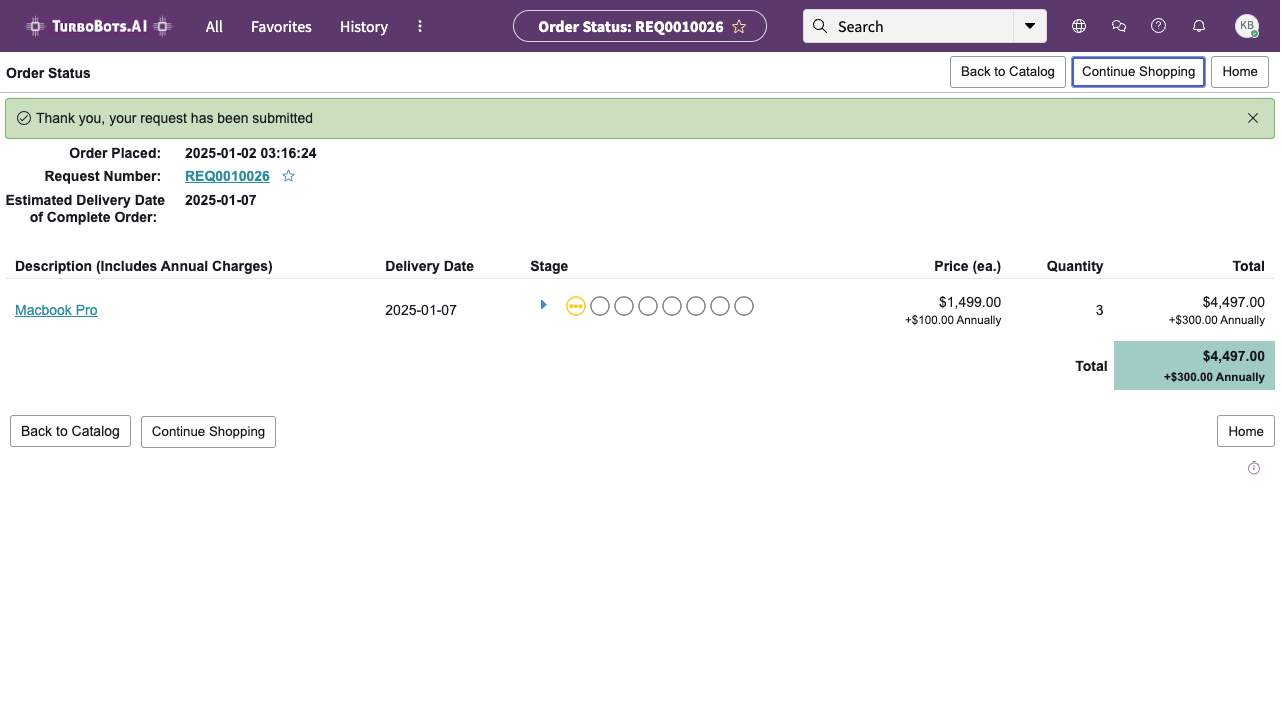 TURBOBOTS.AI All Favorites History Order Status: REQ0010026 Search KB
Order Status Back to Catalog Continue Shopping Home
Thank you, your request has been submitted
Order Placed: 2025-01-02 03:16:24
Request Number: REQ0010026
Estimated Delivery Date 2025-01-07
of Complete Order:
Description (Includes Annual Charges) Delivery Date Stage Price (ea.) Quantity Total
Macbook Pro 2025-01-07 $1,499.00 3 $4,497.00
+$100.00 Annually +$300.00 Annually
Total $4,497.00
+$300.00 Annually
Back to Catalog Continue Shopping Home